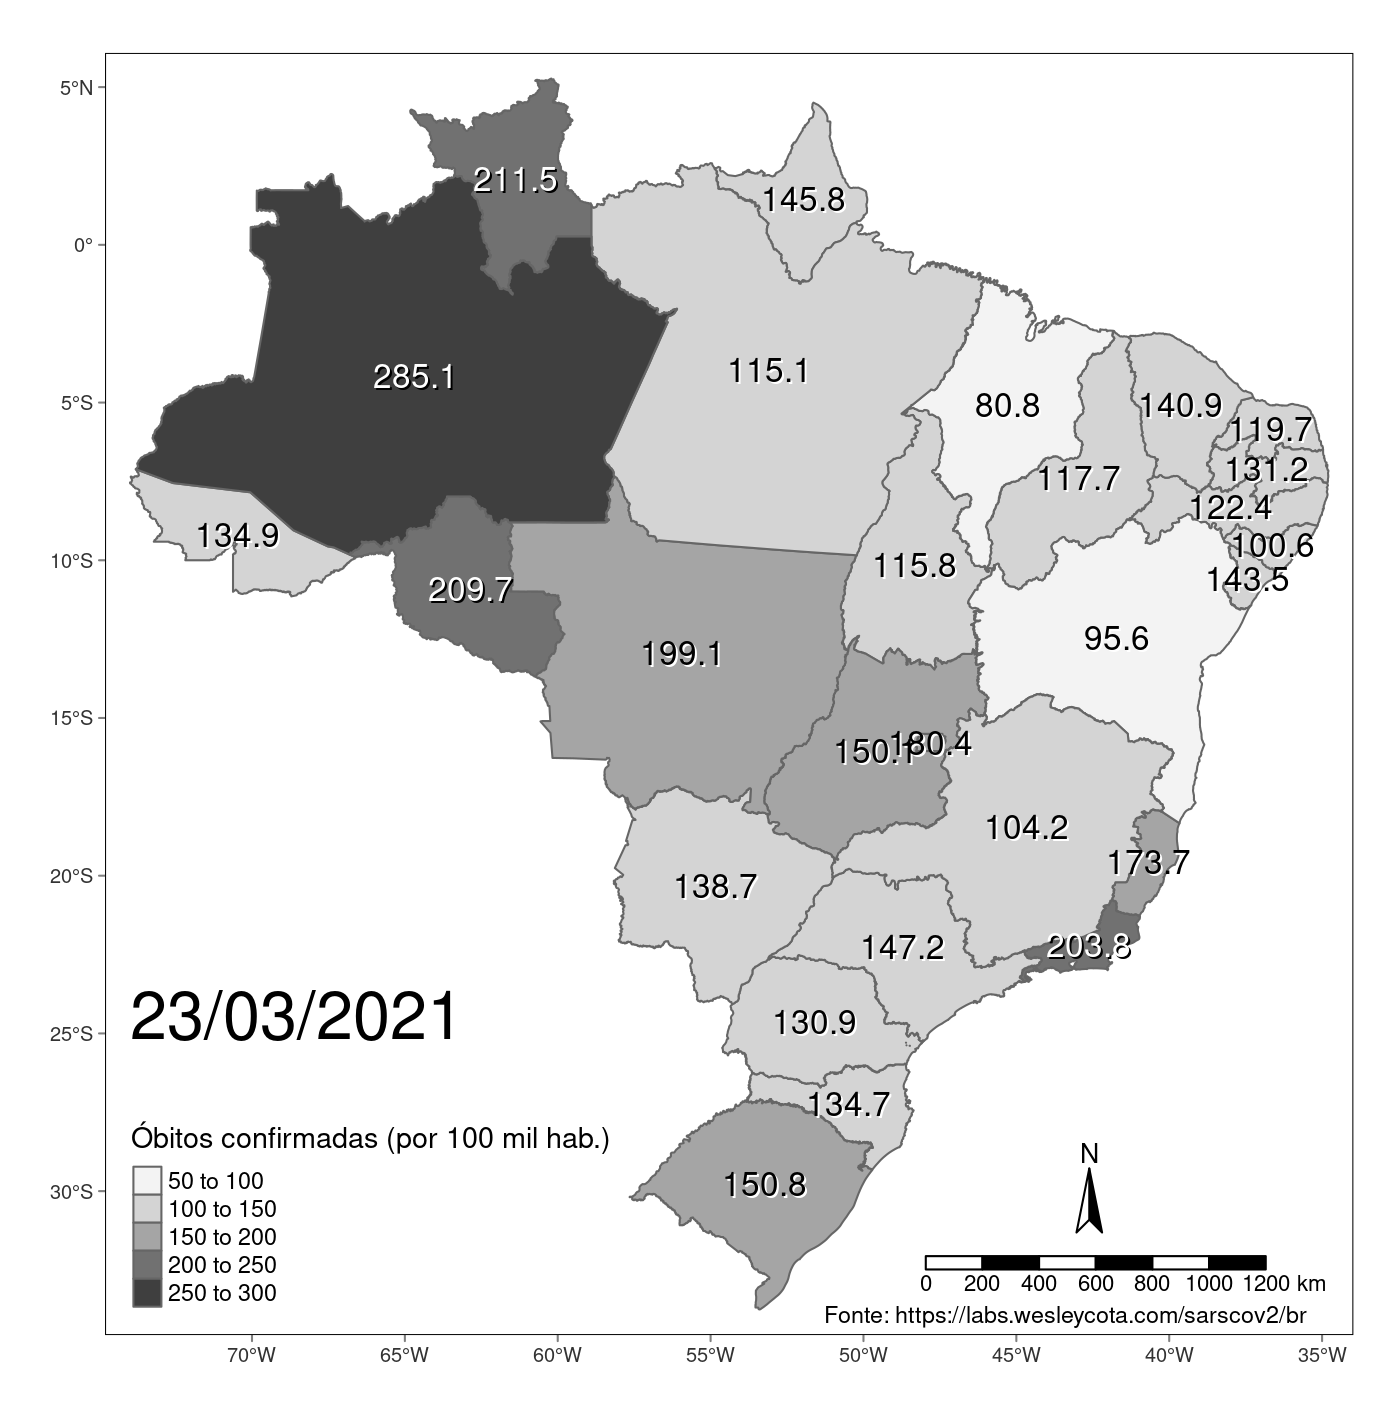 5°N
0°
5°S
10°S
15°S
20°S
25°S
30°S
211.5
145.8
285.1
115.1
80.8
140.9
119.7
131.2
117.7
122.4
134.9
100.6
115.8
143.5
209.7
95.6
199.1
150.1
180.4
104.2
173.7
138.7
147.2
203.8
130.9
134.7
150.8
23/03/2021
Óbitos confirmadas (por 100 mil hab.)
50 to 100
100 to 150
150 to 200
200 to 250
250 to 300
N
0 200 400 600 800 1000 1200 km
Fonte: https://labs.wesleycota.com/sarscov2/br
70°W 65°W 60°W 55°W 50°W 45°W 40°W 35°W